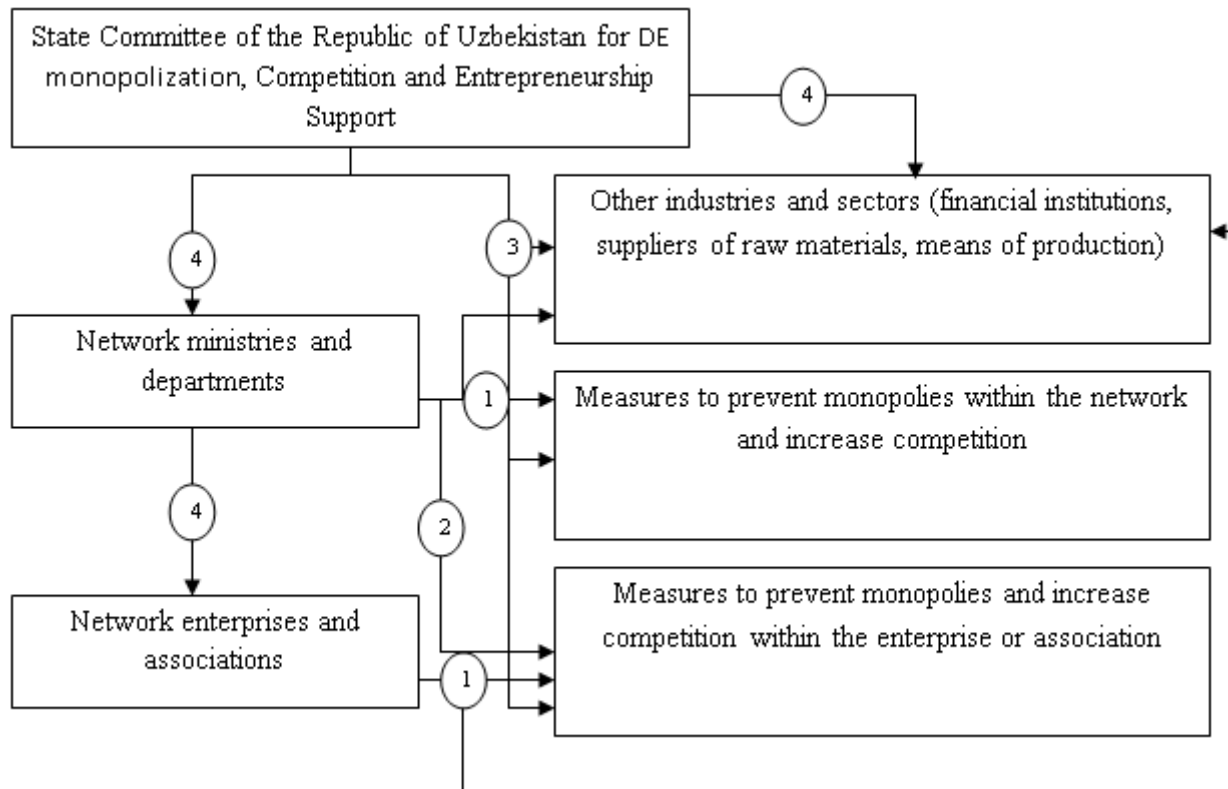 State Committee of the Republic of Uzbekistan for DE
monopolization, Competition and Entrepreneurship
Support
4
Other industries and sectors (financial institutions,
suppliers of raw materials, means of production)
4
3
Network ministries and
departments
1
Measures to prevent monopolies within the network
and increase competition
4
2
Network enterprises and
associations
Measures to prevent monopolies and increase
competition within the enterprise or association
1